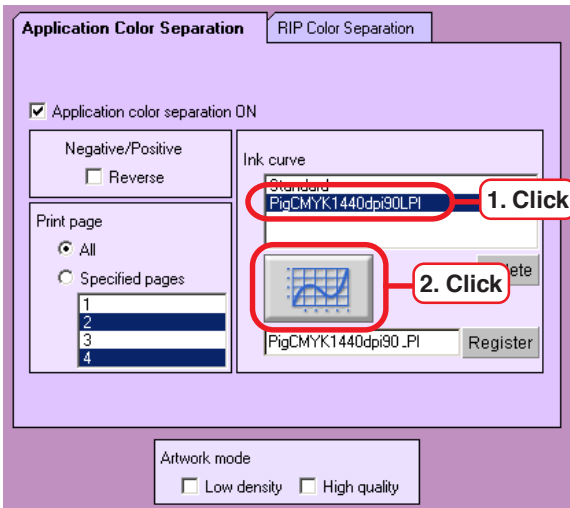 Application Color Separation
RIP Color Separation
Application color separation ON
Negative/Positive
Reverse
Print page
All
Specified pages
1
2
3
4
Ink curve
Standard
PigCMYK1440dpi90LPI
1. Click
2. Click
PigCMYK1440dpi90_PI
Register
Artwork mode
Low density
High quality